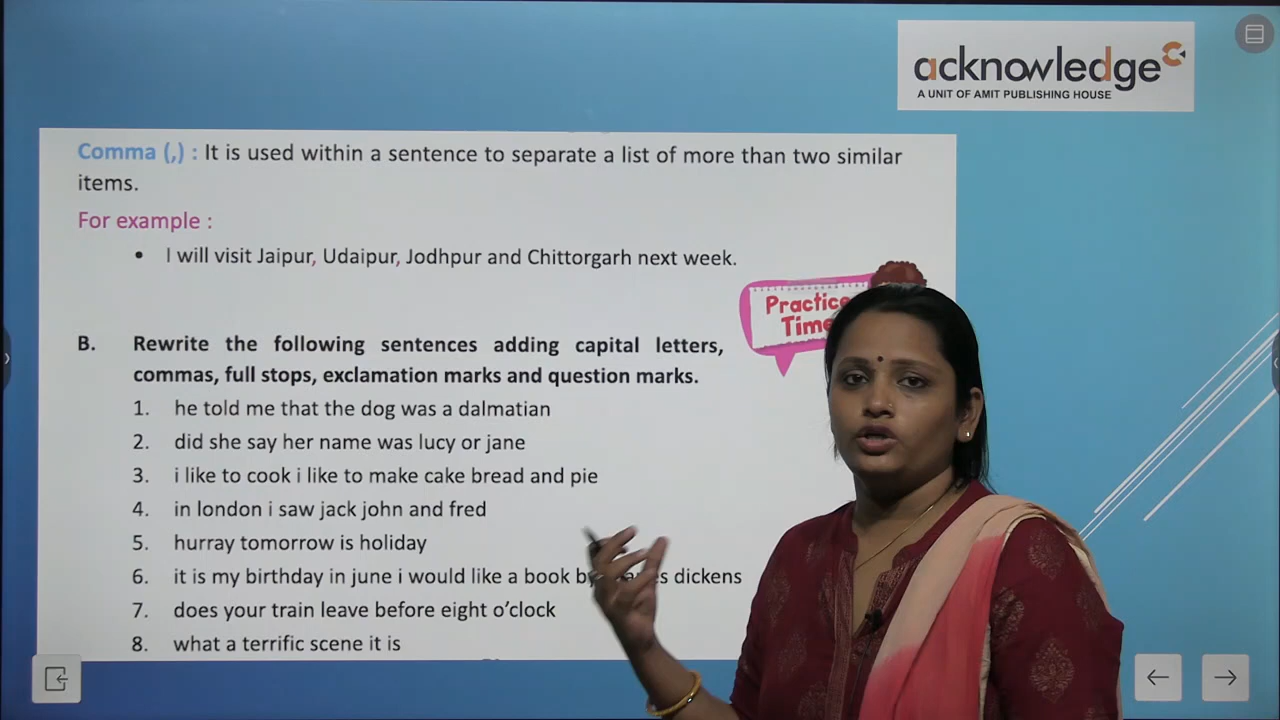 acknowledge
A UNIT OF AMIT PUBLISHING HOUSE
Comma (,) : It is used within a sentence to separate a list of more than two similar
items.
For example :
• I will visit Jaipur, Udaipur, Jodhpur and Chittorgarh next week.
Practice
Time
B. Rewrite the following sentences adding capital letters,
commas, full stops, exclamation marks and question marks.
1. he told me that the dog was a dalmatian
2. did she say her name was lucy or jane
3. i like to cook i like to make cake bread and pie
4. in london i saw jack john and fred
5. hurray tomorrow is holiday
6. it is my birthday in june i would like a book by dickens
7. does your train leave before eight o’clock
8. what a terrific scene it is